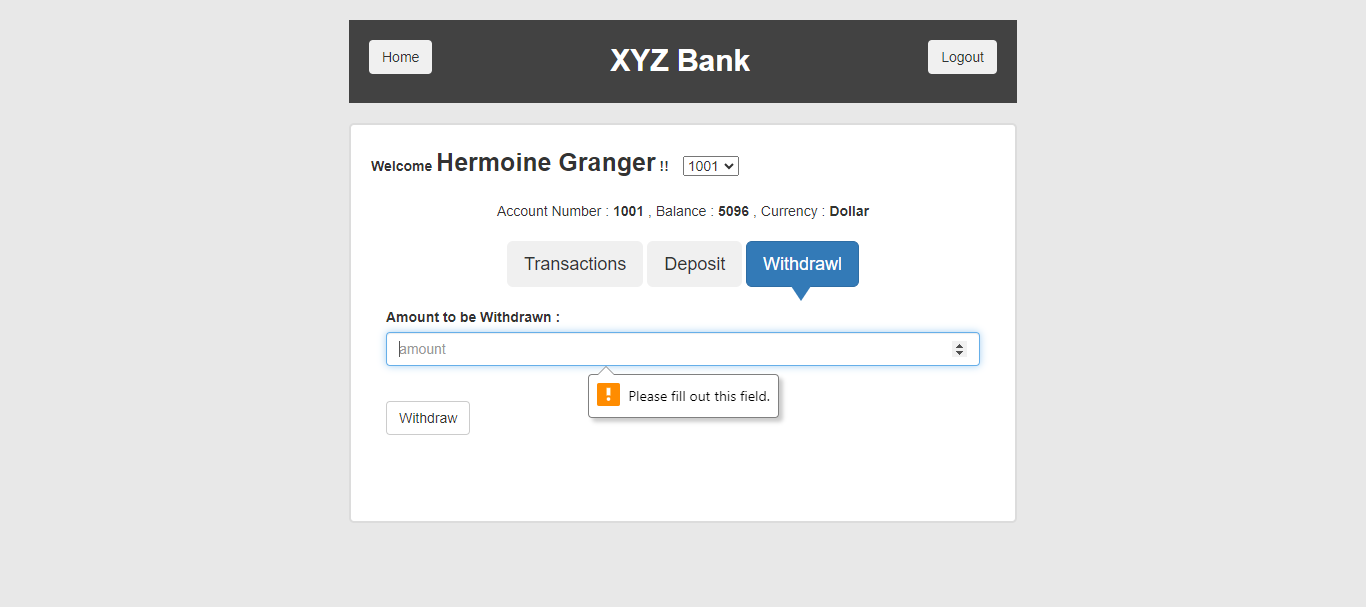 Home
XYZ Bank
Logout
Welcome Hermoine Granger !! 1001
Account Number : 1001 , Balance : 5096 , Currency : Dollar
Transactions
Deposit
Withdrawl
Amount to be Withdrawn :
amount
Please fill out this field.
Withdraw